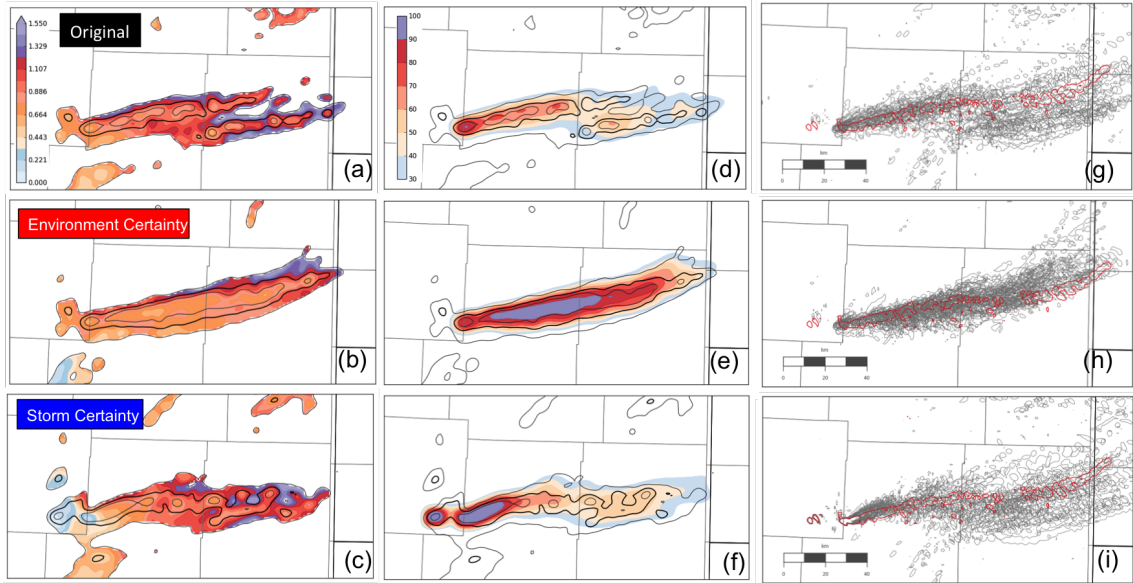 Original
1.550
1.329
1.107
0.886
0.664
0.443
0.221
0.000
(a)
100
90
80
70
60
50
40
30
(d)
km
0 20 40
(g)
Environment Certainty
(b)
(e)
km
0 20 40
(h)
Storm Certainty
(c)
(f)
km
0 20 40
(i)